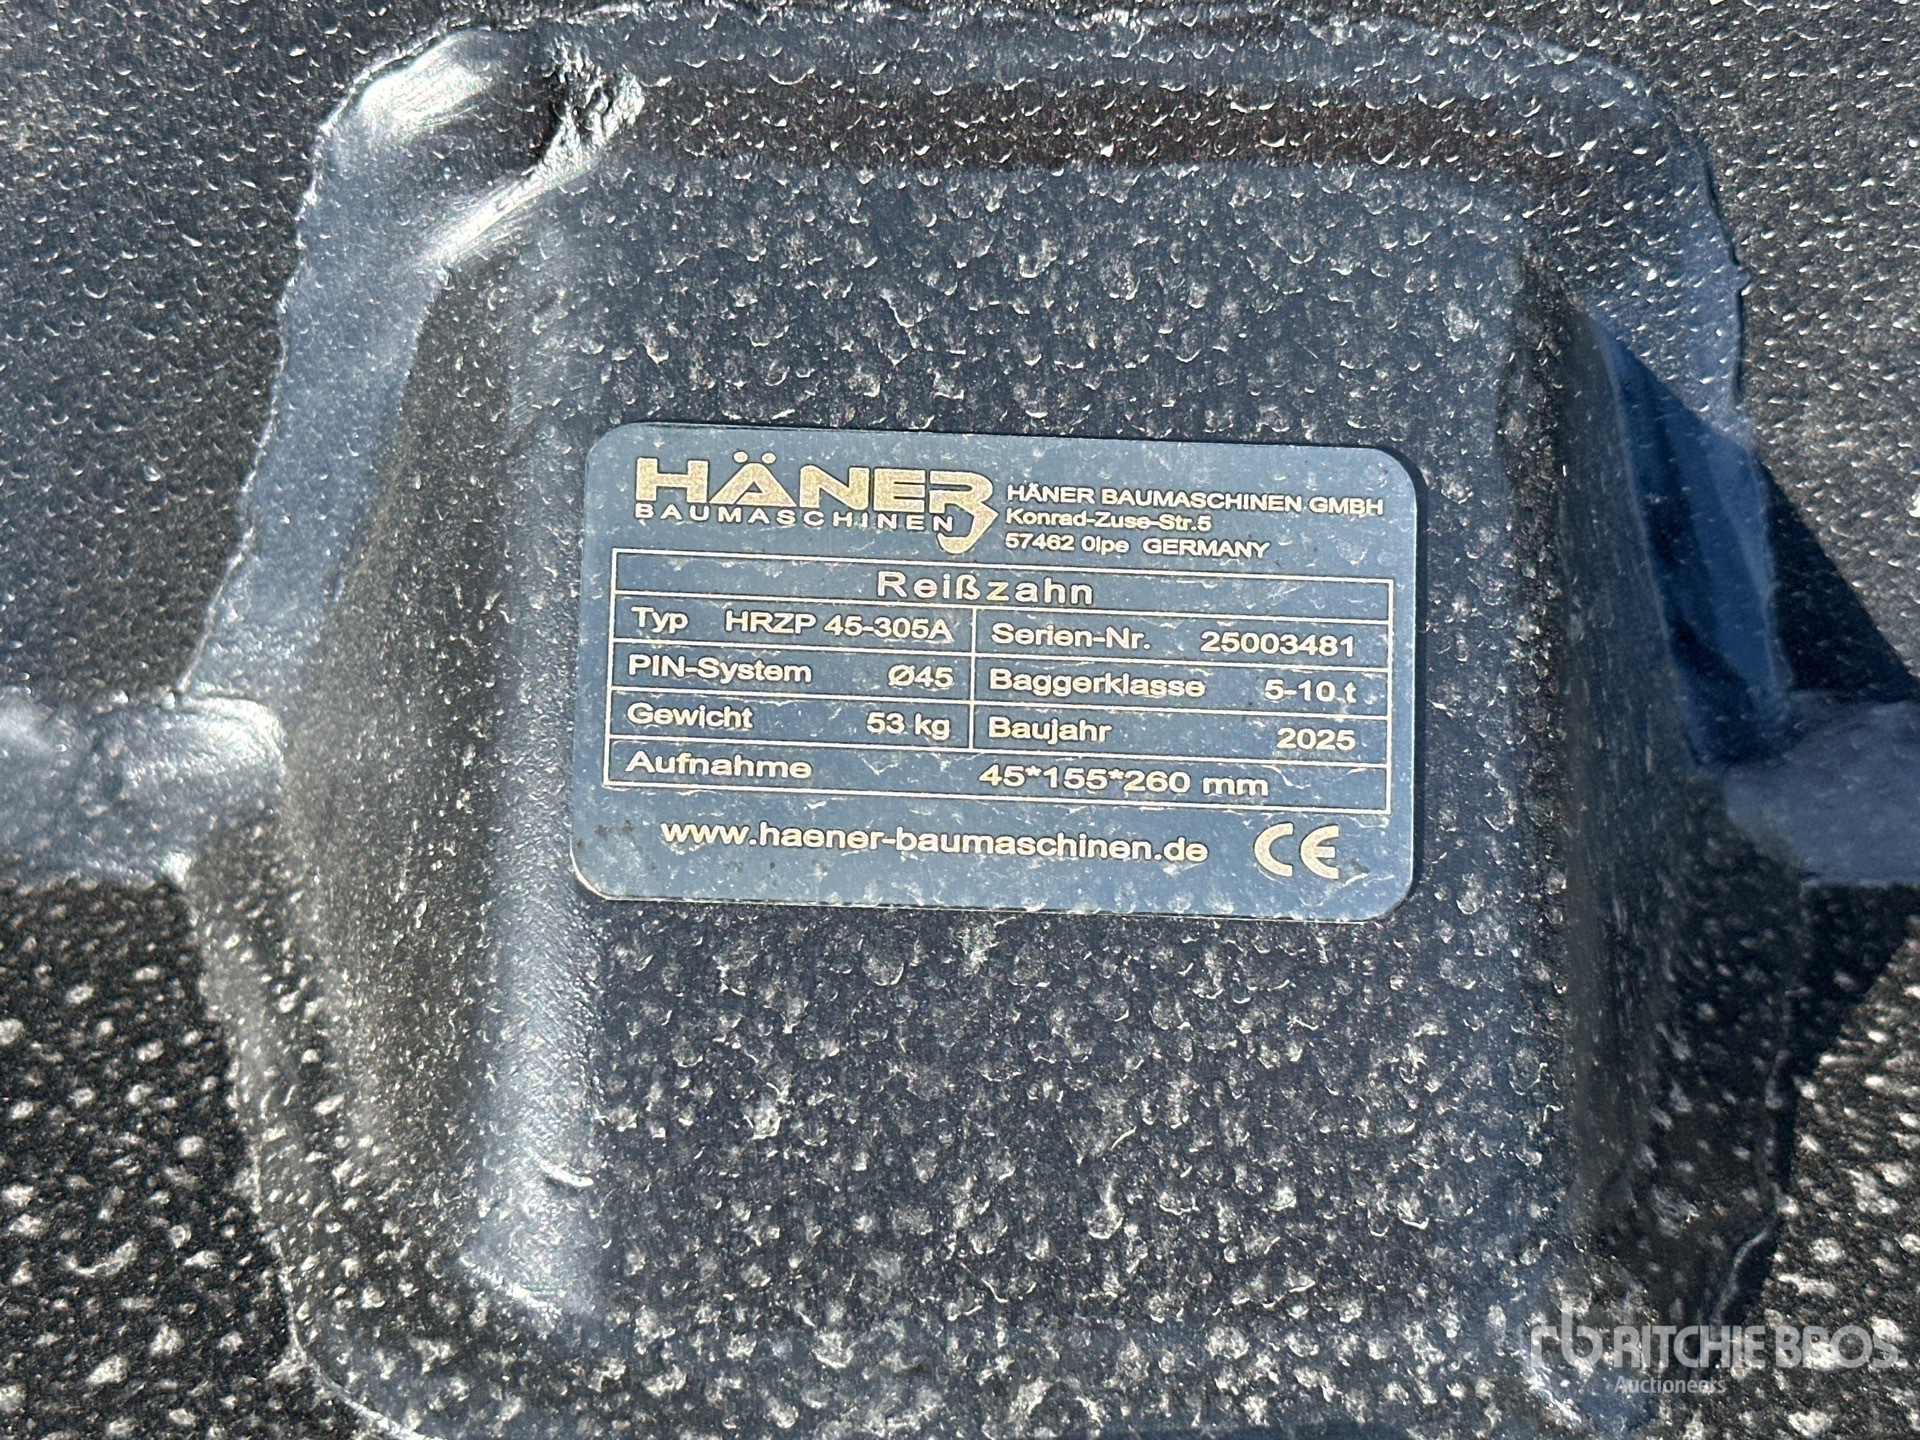 HÄNER
BAUMASCHINEN
HÄNER BAUMASCHINEN GMBH
Konrad-Zuse-Str.5
57462 Olpe GERMANY
Reißzahn
Typ HRZP 45-305A Serien-Nr. 25003481
PIN-System Ø45 Baggerklasse 5-10 t
Gewicht 53 kg Baujahr 2025
Aufnahme 45*155*260 mm
www.haener-baumaschinen.de CE
rb RITCHIE BROS.
Auctioneers